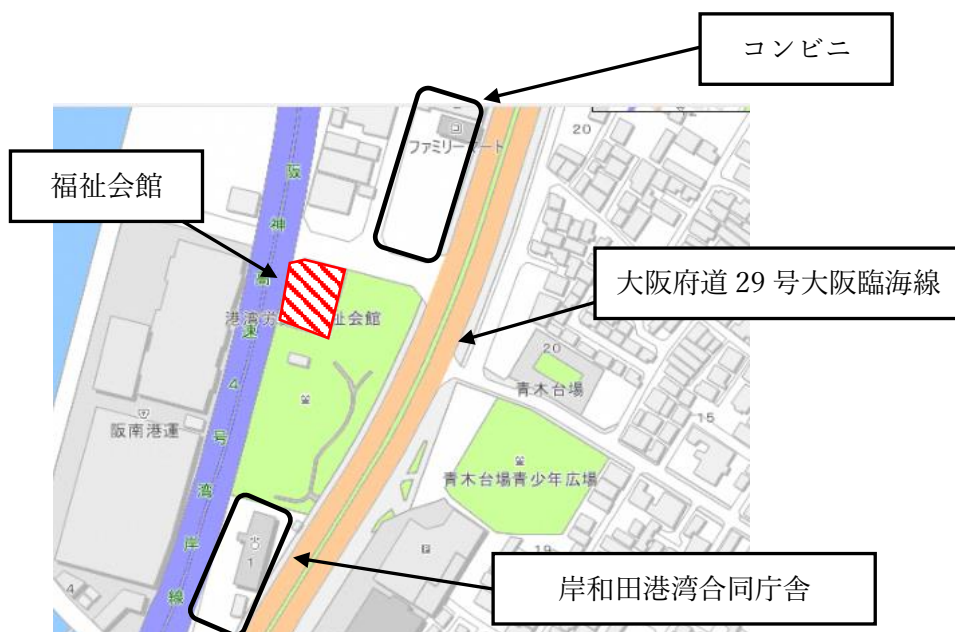 コンビニ
20
ファミリーマート
福祉会館
阪神高速4号湾岸線
大阪府道 29 号大阪臨海線
港湾労
祉会館
20
青木台場
15
阪南港運
青木台場青少年広場
19
1
4
岸和田港湾合同庁舎